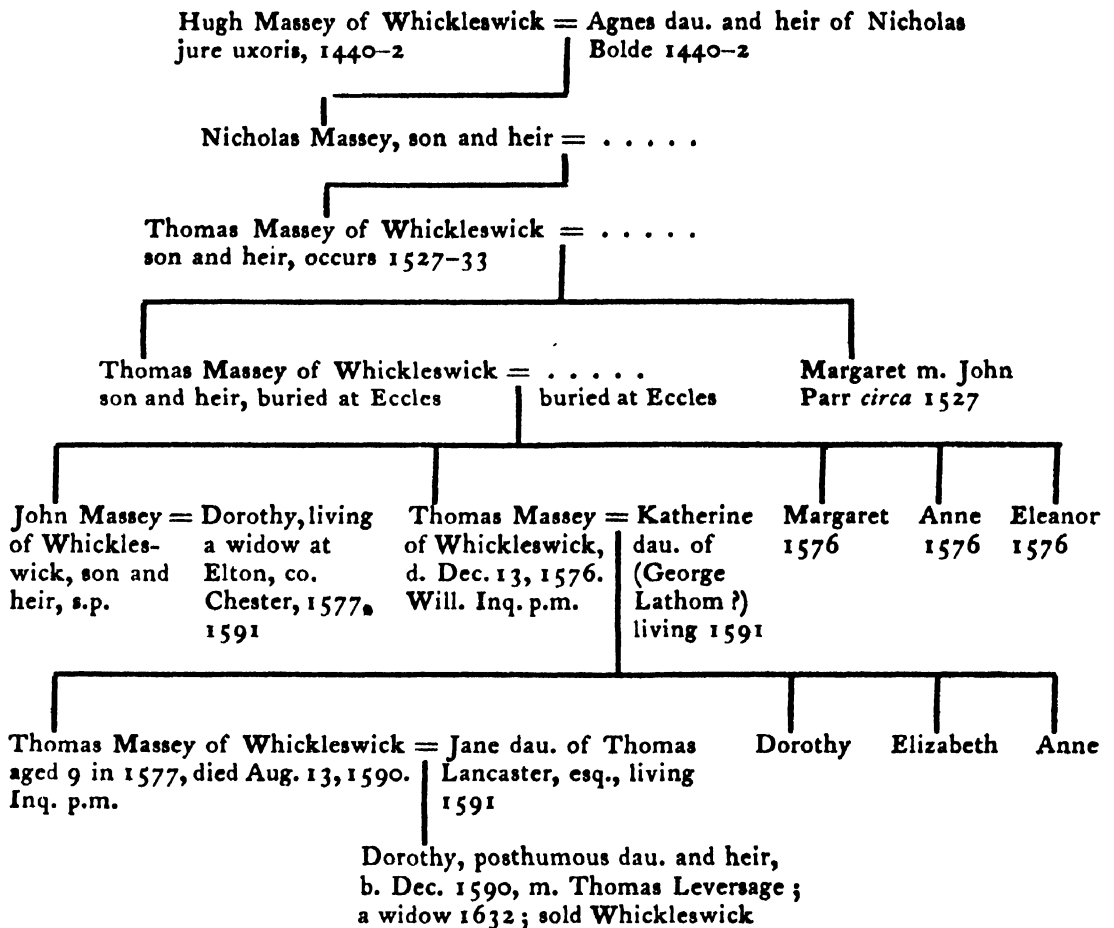 Hugh Massey of Whickleswick = Agnes dau. and heir of Nicholas
jure uxoris, 1440–2 Bolde 1440–2
Nicholas Massey, son and heir = . . . . .
Thomas Massey of Whickleswick = . . . . .
son and heir, occurs 1527–33
Thomas Massey of Whickleswick = . . . . .
son and heir, buried at Eccles buried at Eccles
Margaret m. John
Parr circa 1527
John Massey =
of Whickles-
wick, son and
heir, s.p.
Dorothy, living
a widow at
Elton, co.
Chester, 1577,
1591
Thomas Massey =
of Whickleswick,
d. Dec. 13, 1576.
Will. Inq. p.m.
Katherine
dau. of
(George
Lathom ?)
living 1591
Margaret
1576
Anne
1576
Eleanor
1576
Thomas Massey of Whickleswick =
aged 9 in 1577, died Aug. 13, 1590.
Inq. p.m.
Jane dau. of Thomas
Lancaster, esq., living
1591
Dorothy
Elizabeth
Anne
Dorothy, posthumous dau. and heir,
b. Dec. 1590, m. Thomas Leversage ;
a widow 1632 ; sold Whickleswick